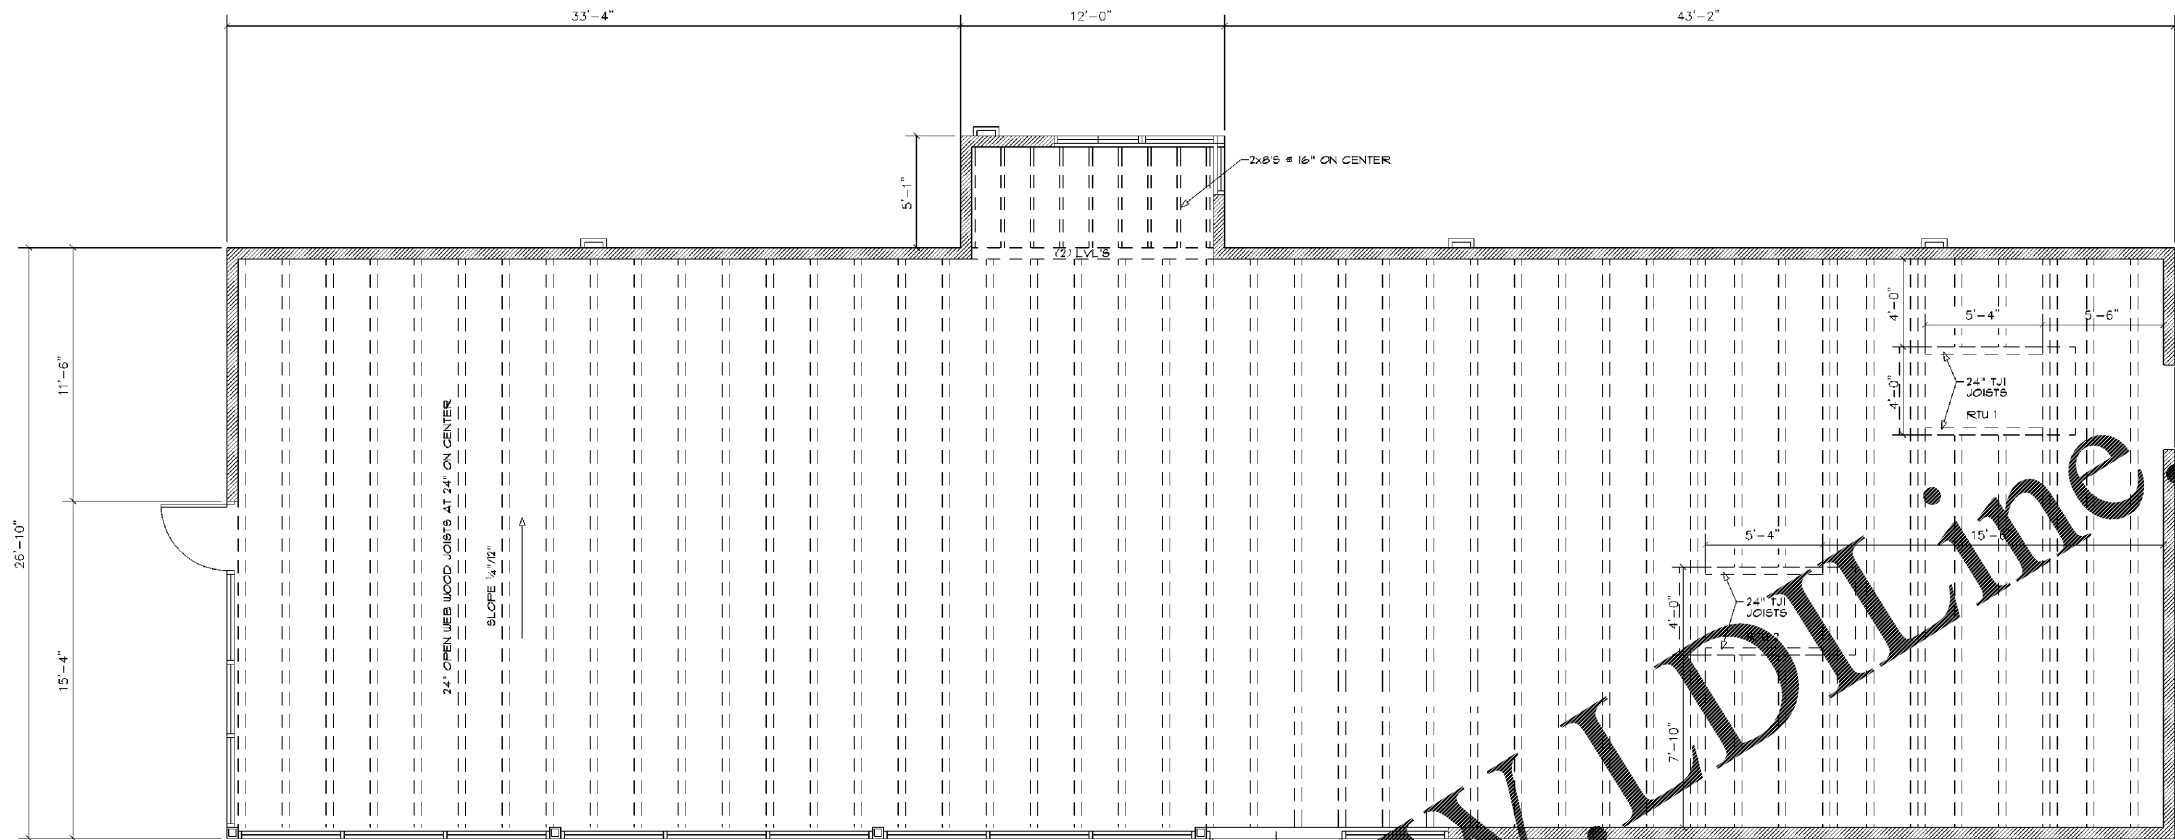 33'-4"
12'-0"
43'-2"
2x8'S @ 16" ON CENTER
5'-1"
(2) LVL'S
4'-0"
5'-4"
5'-6"
11'-6"
24" TJI
JOISTS
4'-0"
RTU 1
24" OPEN WEB WOOD JOISTS AT 24" ON CENTER
SLOPE 1/4"/12"
26'-10"
5'-4"
24" TJI
JOISTS
4'-0"
15'-4"
7'-10"
.LDILine.